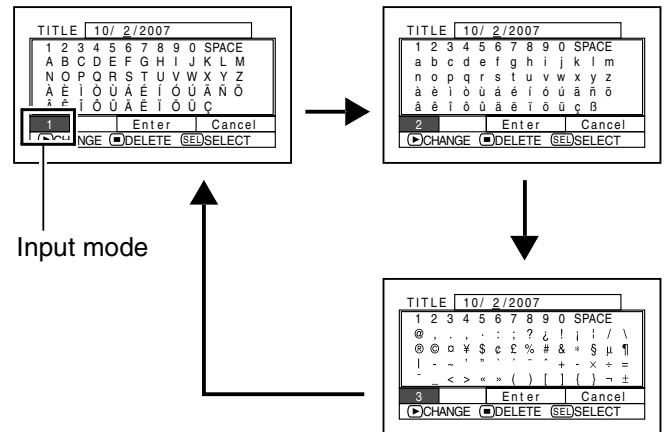 TITLE 10/ 2/2007
1 2 3 4 5 6 7 8 9 0 SPACE
A B C D E F G H I J K L M
N O P Q R S T U V W X Y Z
À È Ì Ò Ù Á É Í Ó Ú Ã Ñ Õ
Â Ê Î Ô Û Ä Ë Ï Ö Ü Ç
1 Enter Cancel
CH NGE DELETE SEL SELECT
Input mode
TITLE 10/ 2/2007
1 2 3 4 5 6 7 8 9 0 SPACE
a b c d e f g h i j k l m
n o p q r s t u v w x y z
à è ì ò ù á é í ó ú ã ñ õ
â ê î ô û ä ë ï ö ü ç ß
2 Enter Cancel
CHANGE DELETE SEL SELECT
TITLE 10/ 2/2007
1 2 3 4 5 6 7 8 9 0 SPACE
@ , . , · : ; ? ¿ ! ¡ ¦ / \
® © ¤ ¥ $ ¢ £ % # & * § µ ¶
+ - × ÷ =
_ < > « » ( ) [ ] { } ¬ ±
3 Enter Cancel
CHANGE DELETE SEL SELECT